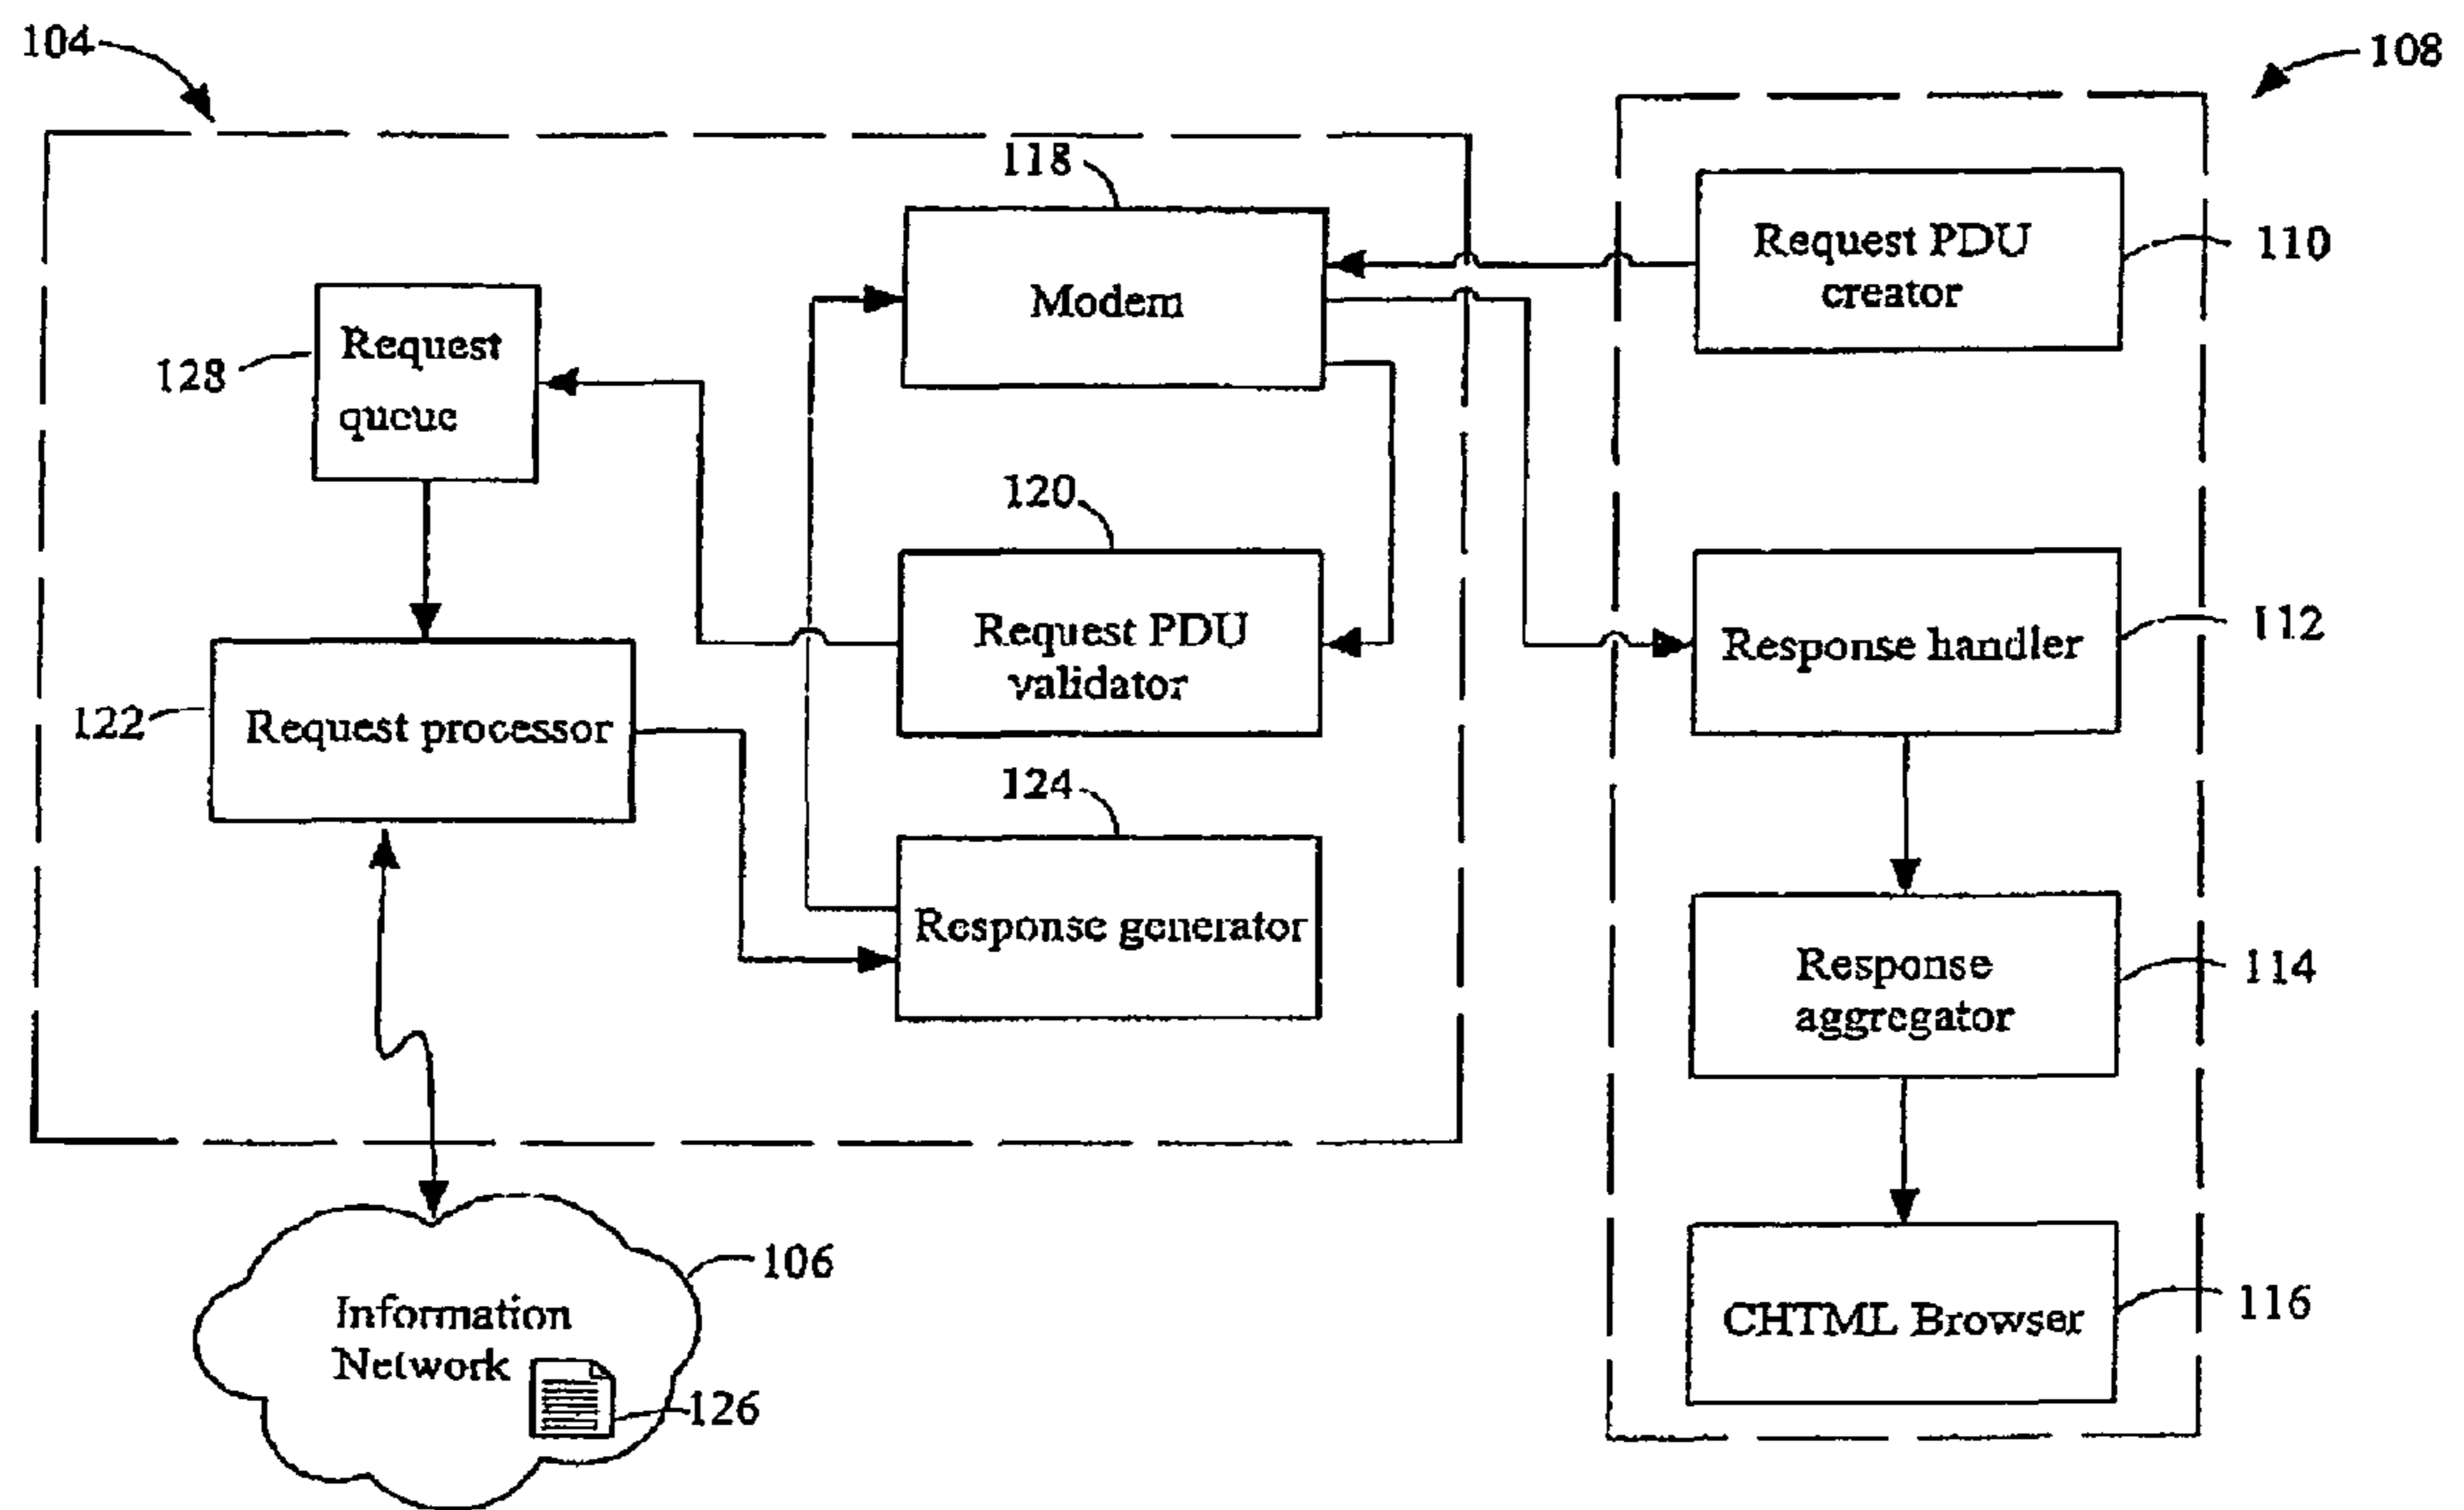 104
108
118
Request PDU
creator
110
Modem
Request
queue
128
120
Request PDU
validator
Response handler
112
122
Request processor
124
Response generator
Response
aggregator
114
106
Information
Network
126
CHTML Browser
116